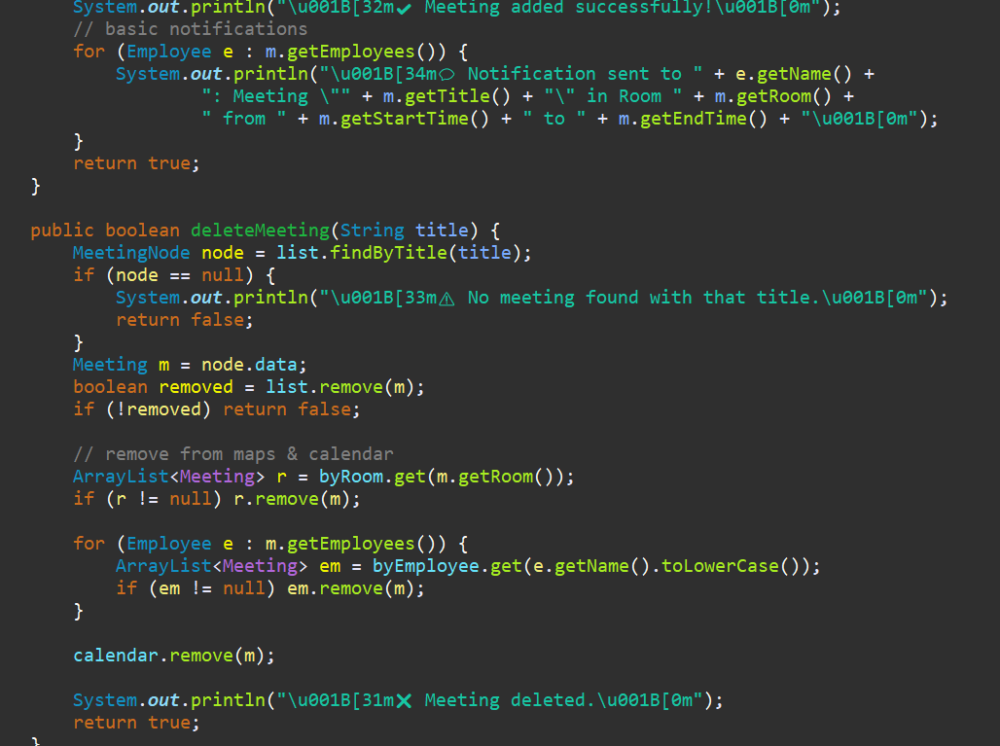 System.out.println("\u001B[32m✔ Meeting added successfully!\u001B[0m");
// basic notifications
for (Employee e : m.getEmployees()) {
System.out.println("\u001B[34m💬 Notification sent to " + e.getName() +
": Meeting \"" + m.getTitle() + "\" in Room " + m.getRoom() +
" from " + m.getStartTime() + " to " + m.getEndTime() + "\u001B[0m");
}
return true;
}
public boolean deleteMeeting(String title) {
MeetingNode node = list.findByTitle(title);
if (node == null) {
System.out.println("\u001B[33m⚠ No meeting found with that title.\u001B[0m");
return false;
}
Meeting m = node.data;
boolean removed = list.remove(m);
if (!removed) return false;
// remove from maps & calendar
ArrayList<Meeting> r = byRoom.get(m.getRoom());
if (r != null) r.remove(m);
for (Employee e : m.getEmployees()) {
ArrayList<Meeting> em = byEmployee.get(e.getName().toLowerCase());
if (em != null) em.remove(m);
}
calendar.remove(m);
System.out.println("\u001B[31m❌ Meeting deleted.\u001B[0m");
return true;
}